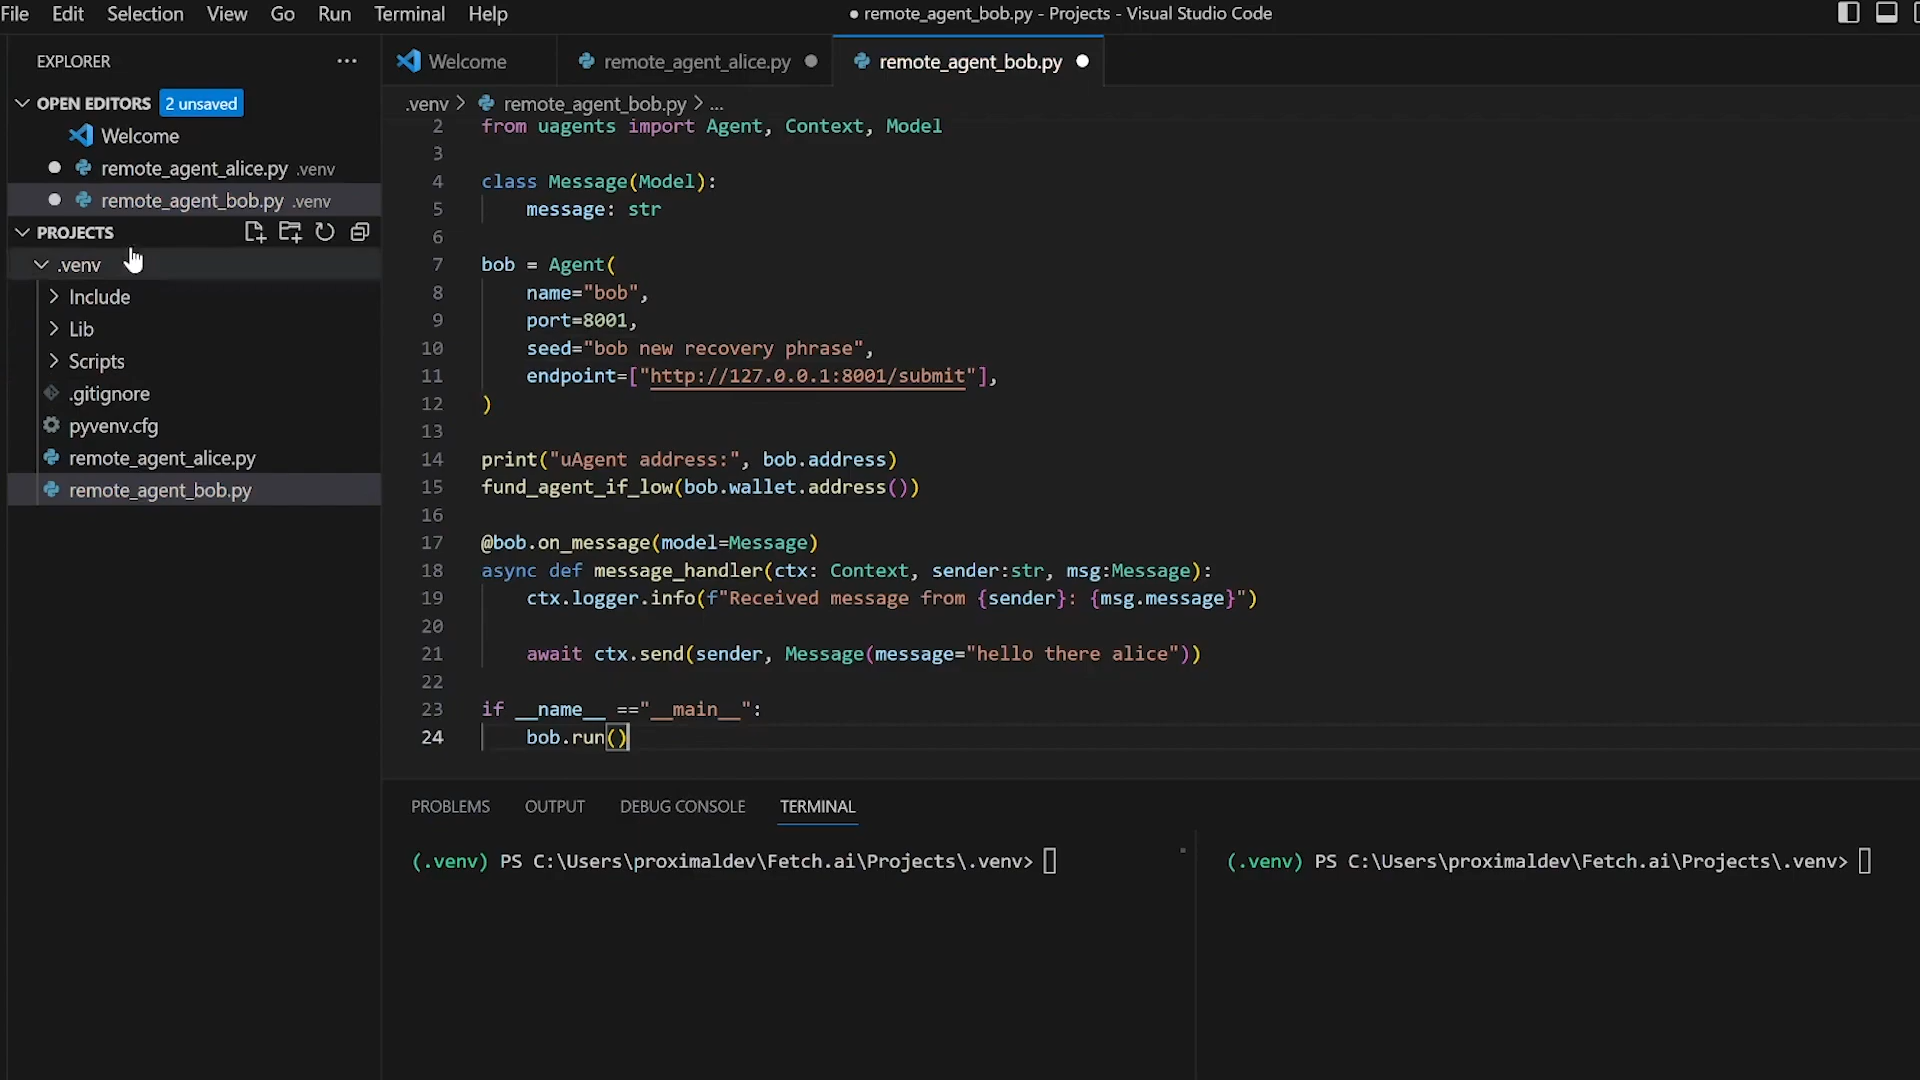 File Edit Selection View Go Run Terminal Help
● remote_agent_bob.py - Projects - Visual Studio Code
EXPLORER ...
OPEN EDITORS 2 unsaved
Welcome
remote_agent_alice.py .venv
remote_agent_bob.py .venv
PROJECTS
.venv
Include
Lib
Scripts
.gitignore
pyvenv.cfg
remote_agent_alice.py
remote_agent_bob.py
Welcome remote_agent_alice.py remote_agent_bob.py
.venv > remote_agent_bob.py > ...
2 from uagents import Agent, Context, Model
3
4 class Message(Model):
5 message: str
6
7 bob = Agent(
8 name="bob",
9 port=8001,
10 seed="bob new recovery phrase",
11 endpoint=["http://127.0.0.1:8001/submit"],
12 )
13
14 print("uAgent address:", bob.address)
15 fund_agent_if_low(bob.wallet.address())
16
17 @bob.on_message(model=Message)
18 async def message_handler(ctx: Context, sender:str, msg:Message):
19 ctx.logger.info(f"Received message from {sender}: {msg.message}")
20
21 await ctx.send(sender, Message(message="hello there alice"))
22
23 if __name__ =="__main__":
24 bob.run()
PROBLEMS OUTPUT DEBUG CONSOLE TERMINAL
(.venv) PS C:\Users\proximaldev\Fetch.ai\Projects\.venv>
(.venv) PS C:\Users\proximaldev\Fetch.ai\Projects\.venv>